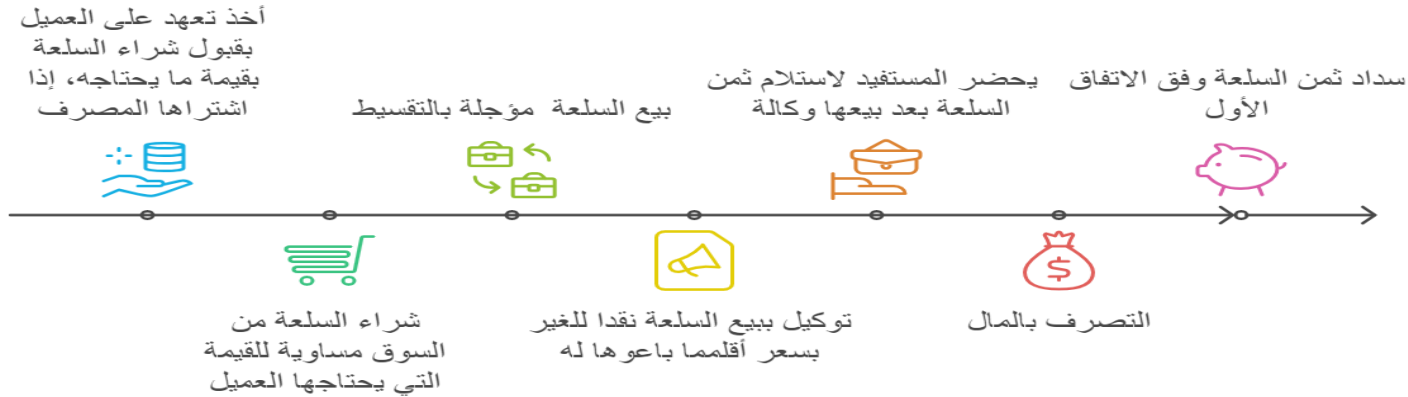 أخذ تعهد على العميل
بقبول شراء السلعة
بقيمة ما يحتاجه، إذا
اشتراها المصرف
شراء السلعة من
السوق مساوية للقيمة
التي يحتاجها العميل
بيع السلعة مؤجلة بالتقسيط
توكيل ببيع السلعة نقدا للغير
بسعر أقلمما باعوها له
يحضر المستفيد لاستلام ثمن
السلعة بعد بيعها وكالة
التصرف بالمال
سداد ثمن السلعة وفق الاتفاق
الأول
$